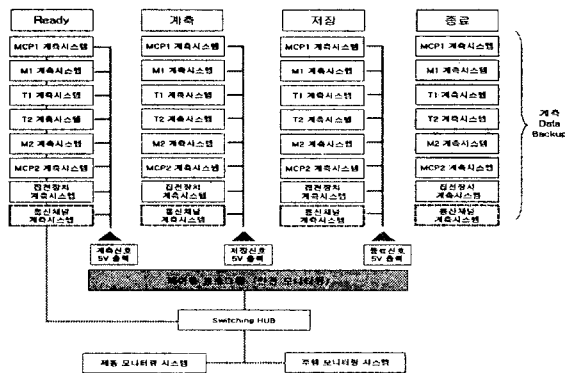 Ready
계측
저장
종료
MCP1 계측시스템
MCP1 계측시스템
MCP1 계측시스템
MCP1 계측시스템
M1 계측시스템
M1 계측시스템
M1 계측시스템
M1 계측시스템
T1 계측시스템
T1 계측시스템
T1 계측시스템
T1 계측시스템
T2 계측시스템
T2 계측시스템
T2 계측시스템
T2 계측시스템
M2 계측시스템
M2 계측시스템
M2 계측시스템
M2 계측시스템
MCP2 계측시스템
MCP2 계측시스템
MCP2 계측시스템
MCP2 계측시스템
집전장치
계측시스템
집전장치
계측시스템
집전장치
계측시스템
집전장치
계측시스템
통신채널
계측시스템
통신채널
계측시스템
통신채널
계측시스템
통신채널
계측시스템
계측
Data
Backup
계측신호
5V 출력
저장신호
5V 출력
종료신호
5V 출력
모니터링)
Switching HUB
제동 모니터링 시스템
모니터링 시스템